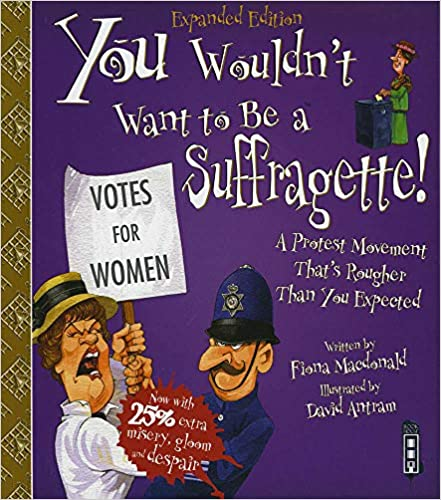 Expanded Edition
You Wouldn't
Want to Be a
Suffragette!
A Protest Movement
That's Rougher
Than You Expected
VOTES
FOR
WOMEN
Written by
Fiona Macdonald
Illustrated by
David Antram
Now with
25% extra
misery, gloom
and despair